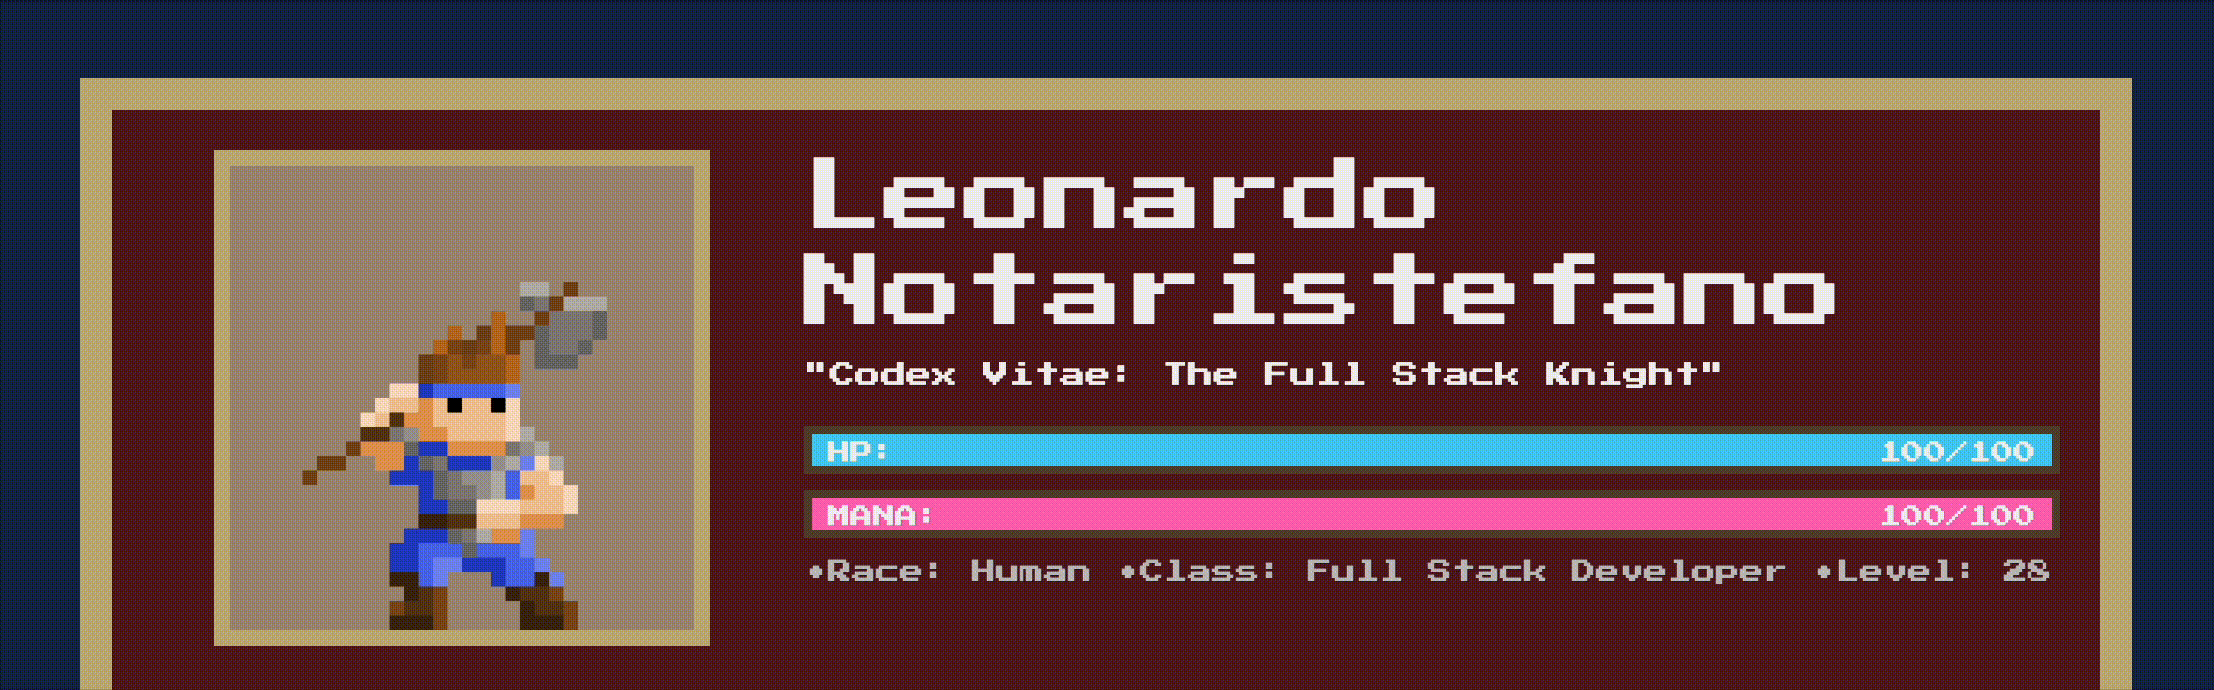 Leonardo
Notaristefano
"Codex Vitae: The Full Stack Knight"
HP: 100/100
MANA: 100/100
•Race: Human •Class: Full Stack Developer •Level: 28